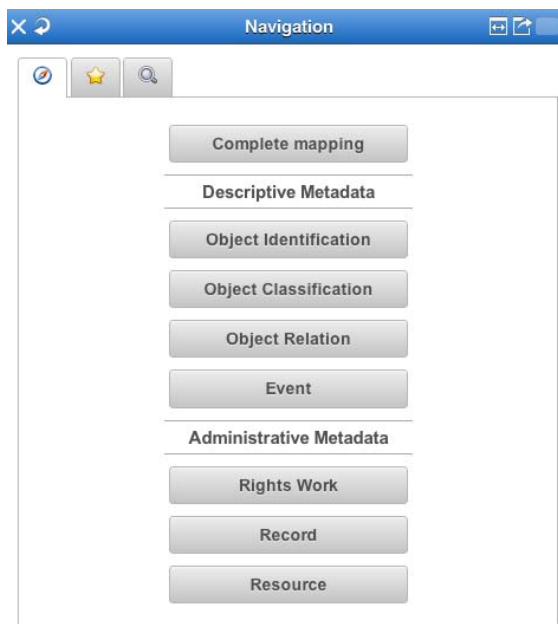 Navigation
Complete mapping
Descriptive Metadata
Object Identification
Object Classification
Object Relation
Event
Administrative Metadata
Rights Work
Record
Resource